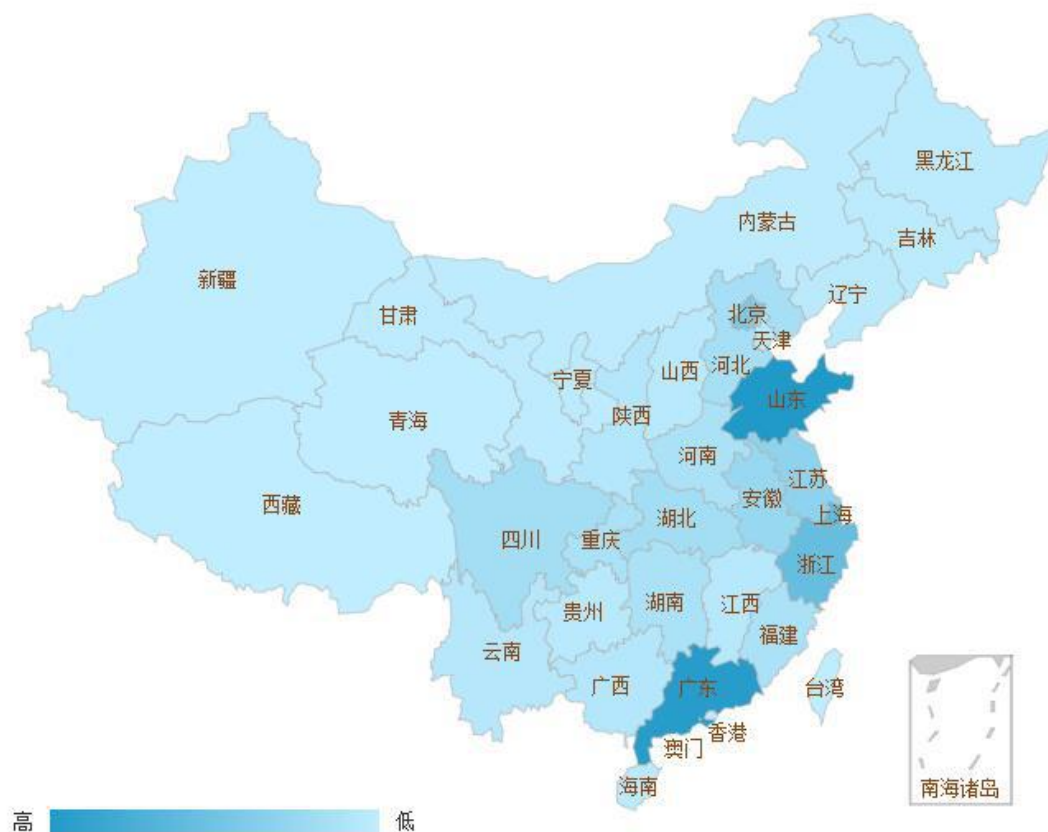 黑龙江
内蒙古
吉林
新疆
辽宁
甘肃
北京
天津
宁夏
山西
河北
山东
陕西
青海
河南
江苏
安徽
西藏
湖北
上海
四川
重庆
浙江
贵州
湖南
江西
福建
云南
广西
广东
台湾
香港
澳门
海南
南海诸岛
高
低